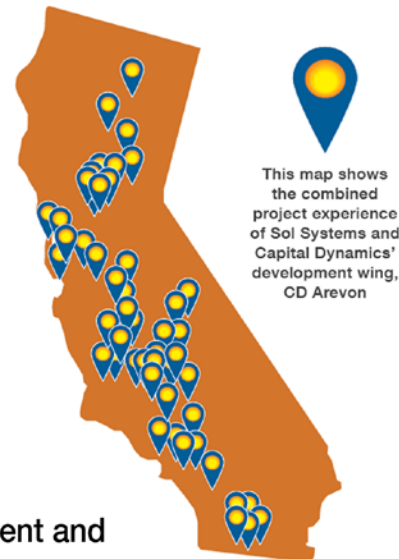 This map shows
the combined
project experience
of Sol Systems and
Capital Dynamics'
development wing,
CD Arevon
ent and